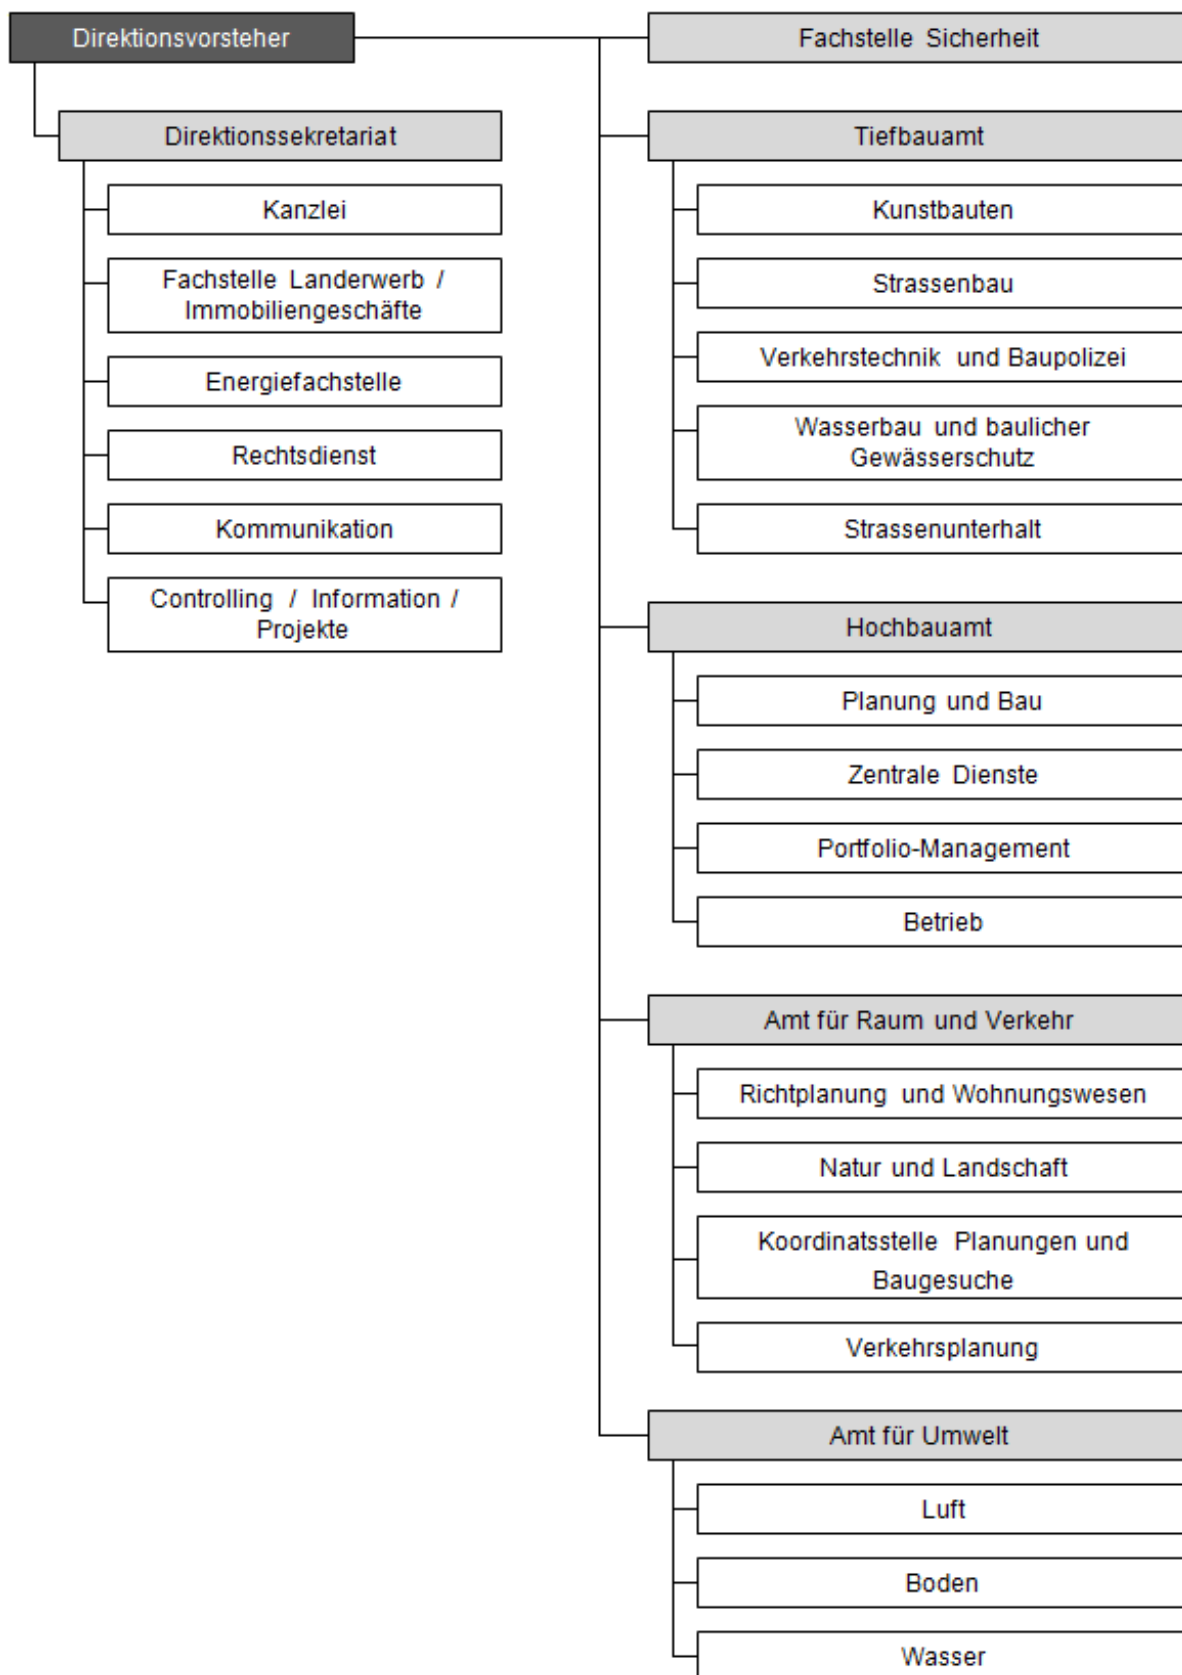 Direktionsvorsteher
Direktionssekretariat
Kanzlei
Fachstelle Landerwerb /
Immobiliengeschäfte
Energiefachstelle
Rechtsdienst
Kommunikation
Controlling / Information /
Projekte
Fachstelle Sicherheit
Tiefbauamt
Kunstbauten
Strassenbau
Verkehrstechnik und Baupolizei
Wasserbau und baulicher
Gewässerschutz
Strassenunterhalt
Hochbauamt
Planung und Bau
Zentrale Dienste
Portfolio-Management
Betrieb
Amt für Raum und Verkehr
Richtplanung und Wohnungswesen
Natur und Landschaft
Koordinatsstelle Planungen und
Baugesuche
Verkehrsplanung
Amt für Umwelt
Luft
Boden
Wasser